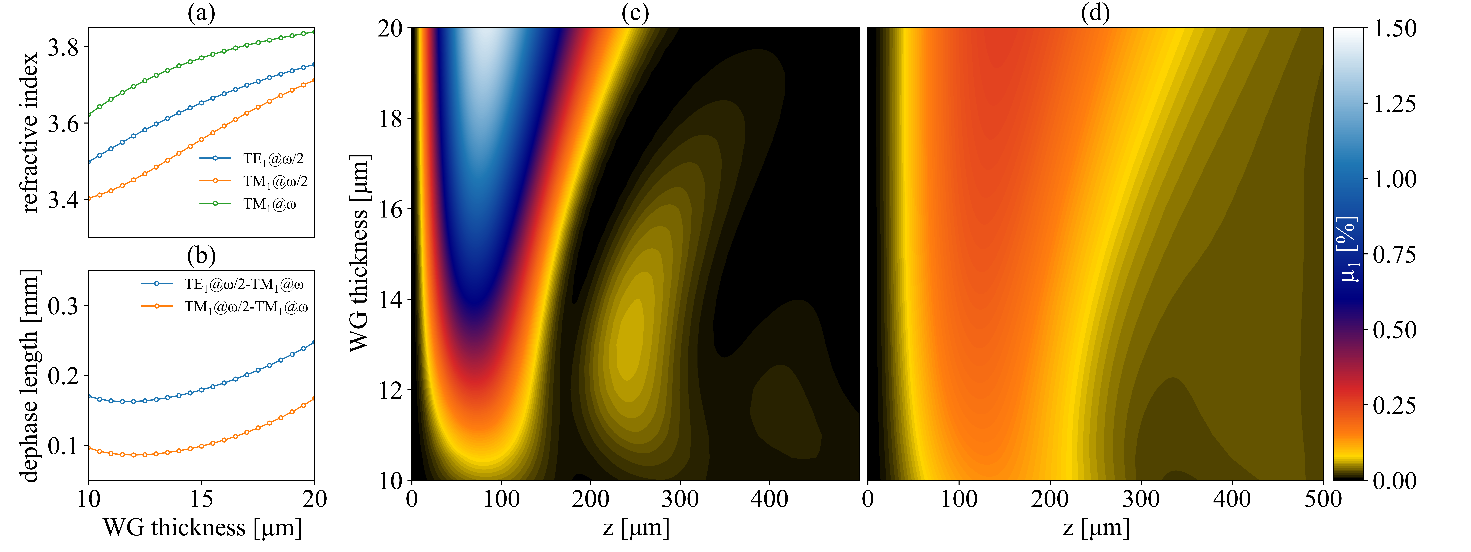 (a)
3.8
3.6
3.4
refractive index
TE₁@ω/2
TM₁@ω/2
TM₁@ω
(b)
0.3
0.2
0.1
dephase length [mm]
TE₁@ω/2-TM₁@ω
TM₁@ω/2-TM₁@ω
10 15 20
WG thickness [μm]
(c)
20
18
16
14
12
10
WG thickness [μm]
0 100 200 300 400
z [μm]
(d)
0 100 200 300 400 500
z [μm]
1.50
1.25
1.00
0.75
0.50
0.25
0.00
μ₁ [%]